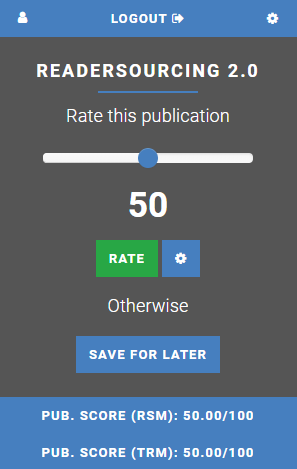 LOGOUT
READERSOURCING 2.0
Rate this publication
50
RATE
Otherwise
SAVE FOR LATER
PUB. SCORE (RSM): 50.00/100
PUB. SCORE (TRM): 50.00/100